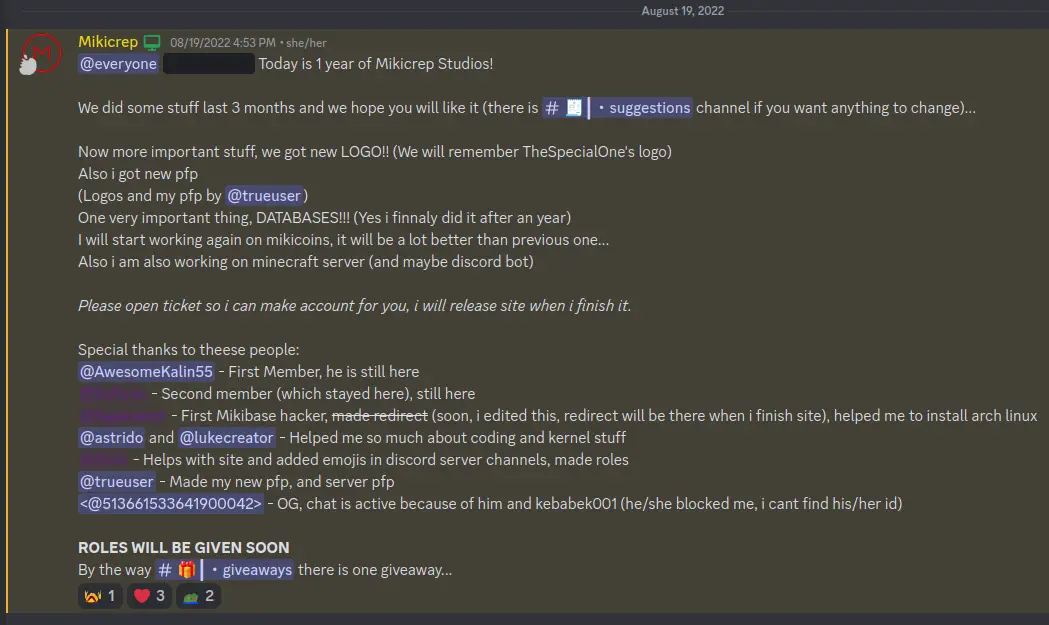 August 19, 2022
Mikicrep 08/19/2022 4:53 PM • she/her
@everyone Today is 1 year of Mikicrep Studios!
We did some stuff last 3 months and we hope you will like it (there is # 🧾┃・suggestions channel if you want anything to change)...
Now more important stuff, we got new LOGO!! (We will remember TheSpecialOne's logo)
Also i got new pfp
(Logos and my pfp by @trueuser)
One very important thing, DATABASES!!! (Yes i finnaly did it after an year)
I will start working again on mikicoins, it will be a lot better than previous one...
Also i am also working on minecraft server (and maybe discord bot)
Please open ticket so i can make account for you, i will release site when i finish it.
Special thanks to theese people:
@AwesomeKalin55 - First Member, he is still here
- Second member (which stayed here), still here
- First Mikibase hacker, made redirect (soon, i edited this, redirect will be there when i finish site), helped me to install arch linux
@astrido and @lukecreator - Helped me so much about coding and kernel stuff
- Helps with site and added emojis in discord server channels, made roles
@trueuser - Made my new pfp, and server pfp
<@513661533641900042> - OG, chat is active because of him and kebabek001 (he/she blocked me, i cant find his/her id)
ROLES WILL BE GIVEN SOON
By the way # 🎁┃・giveaways there is one giveaway...
1 ❤️ 3 2